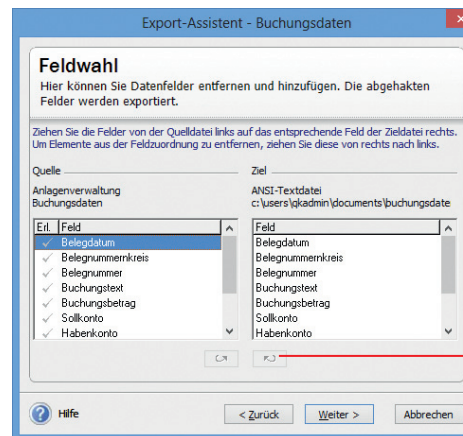 Export-Assistent - Buchungsdaten
Feldwahl
Hier können Sie Datenfelder entfernen und hinzufügen. Die abgehakten
Felder werden exportiert.
Ziehen Sie die Felder von der Quelldatei links auf das entsprechende Feld der Zieldatei rechts.
Um Elemente aus der Feldzuordnung zu entfernen, ziehen Sie diese von rechts nach links.
Quelle
Anlagenverwaltung
Buchungsdaten
Erl. Feld
Belegdatum
Belegnummernkreis
Belegnummer
Buchungstext
Buchungsbetrag
Sollkonto
Habenkonto
Ziel
ANSI-Textdatei
c:\users\qkadmin\documents\buchungsdate
Feld
Belegdatum
Belegnummernkreis
Belegnummer
Buchungstext
Buchungsbetrag
Sollkonto
Habenkonto
Hilfe
< Zurück
Weiter >
Abbrechen